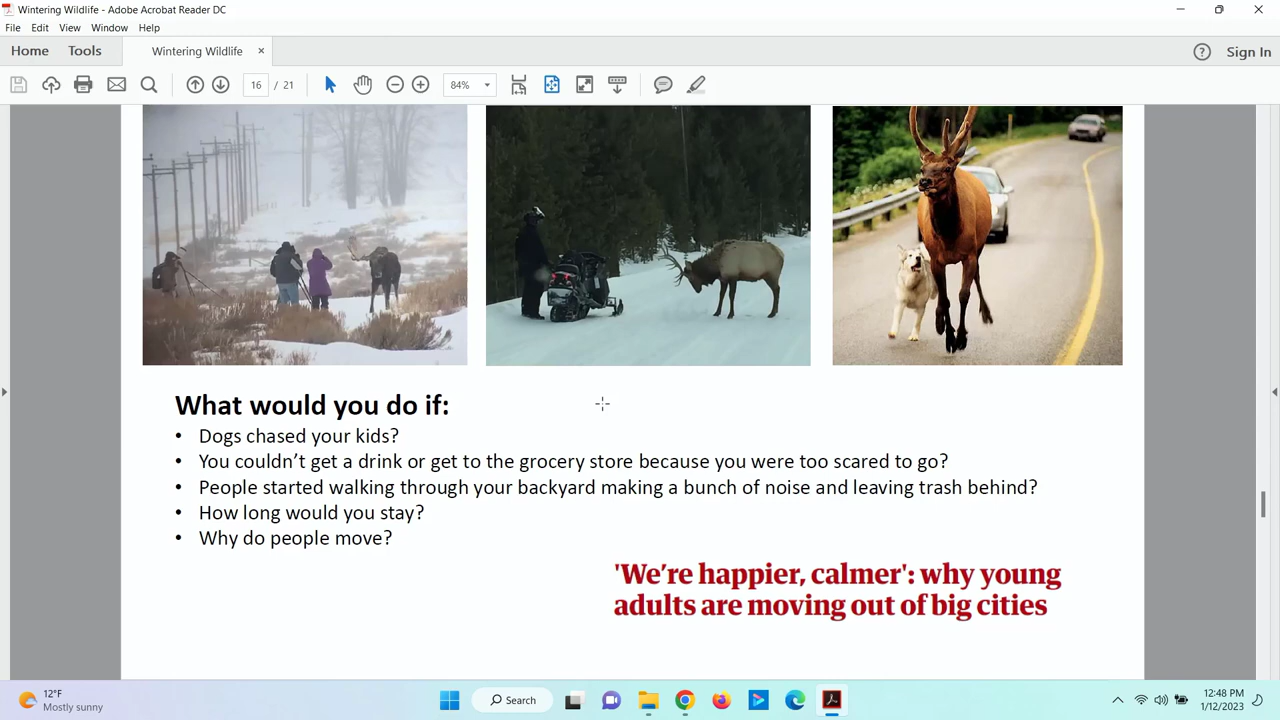 Wintering Wildlife - Adobe Acrobat Reader DC
File Edit View Window Help
Home Tools Wintering Wildlife × Sign In
16 / 21 84%
What would you do if:
• Dogs chased your kids?
• You couldn’t get a drink or get to the grocery store because you were too scared to go?
• People started walking through your backyard making a bunch of noise and leaving trash behind?
• How long would you stay?
• Why do people move?
'We’re happier, calmer': why young
adults are moving out of big cities
12°F
Mostly sunny
Search
12:48 PM
1/12/2023